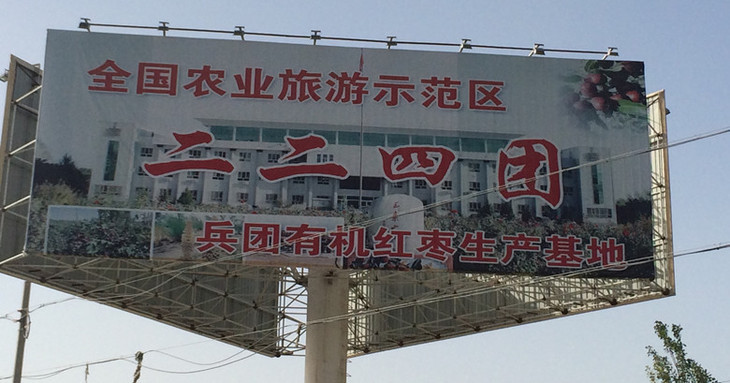 全国农业旅游示范区
二二四团
兵团有机红枣生产基地